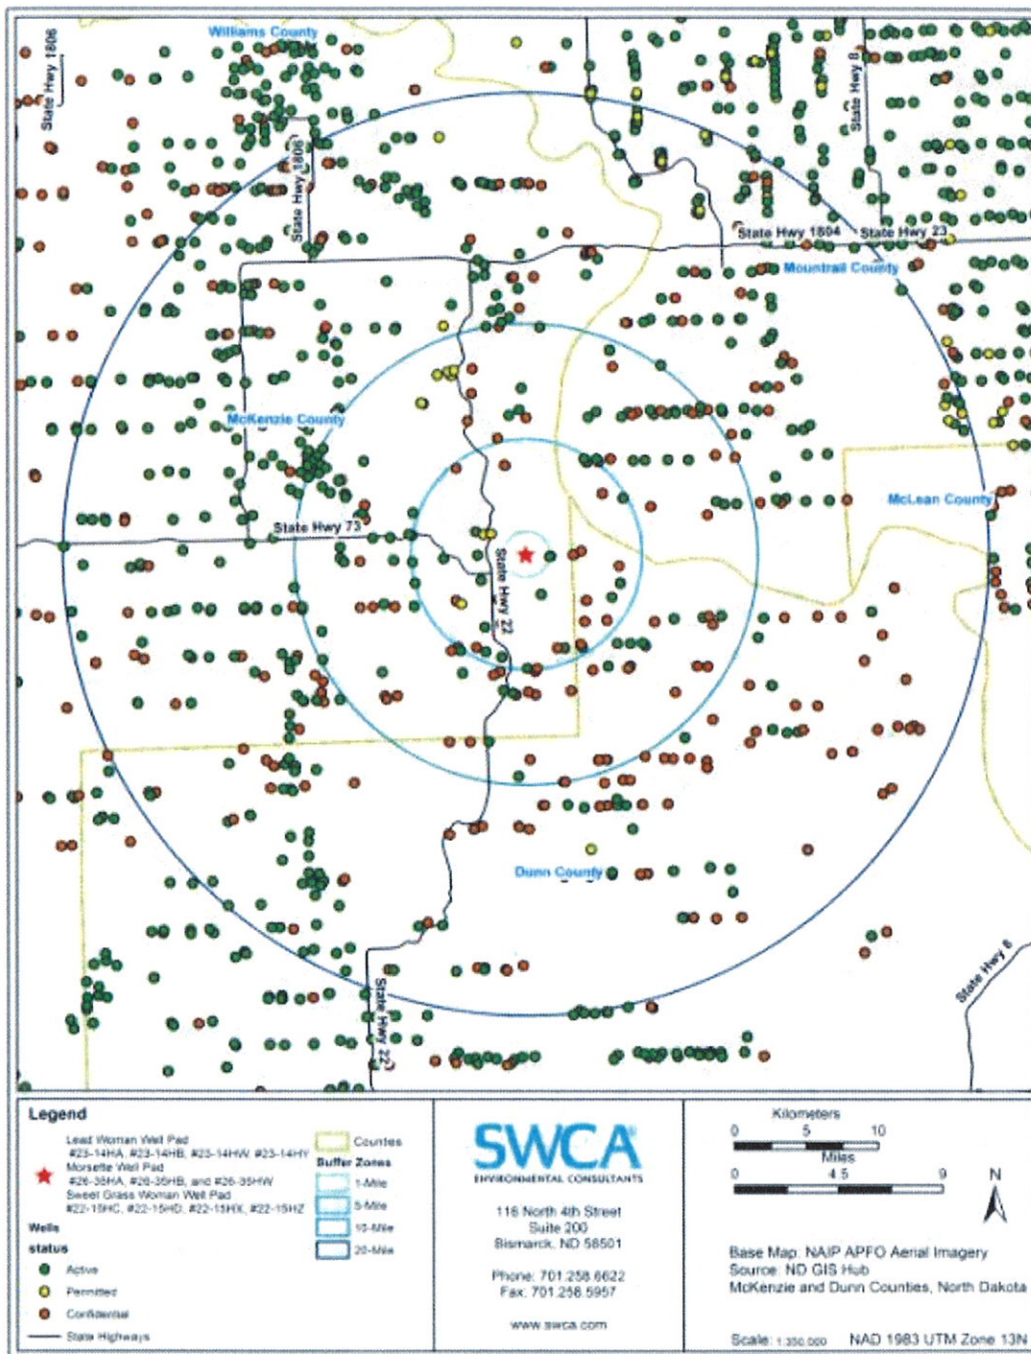 Williams County
State Hwy 1806
State Hwy 8
State Hwy 1806
State Hwy 1804
State Hwy 23
Mountrail County
McKenzie County
McLean County
State Hwy 73
State Hwy 22
Dunn County
State Hwy 8
State Hwy 22
Legend
Lead Woman Well Pad
#23-14HA, #23-14HB, #23-14HW, #23-14HY
Morsette Well Pad
#26-35HA, #26-35HB, and #26-35HW
Sweet Grass Woman Well Pad
#22-15HC, #22-15HD, #22-15HX, #22-15HZ
Wells
status
Active
Permitted
Confidential
State Highways
Counties
Buffer Zones
1-Mile
5-Mile
10-Mile
20-Mile
SWCA
ENVIRONMENTAL CONSULTANTS
116 North 4th Street
Suite 200
Bismarck, ND 58501
Phone: 701.258.6622
Fax: 701.258.5957
www.swca.com
Kilometers
0 5 10
Miles
0 4.5 9
N
Base Map: NAIP APFO Aerial Imagery
Source: ND GIS Hub
McKenzie and Dunn Counties, North Dakota
Scale: 1:350,000 NAD 1983 UTM Zone 13N